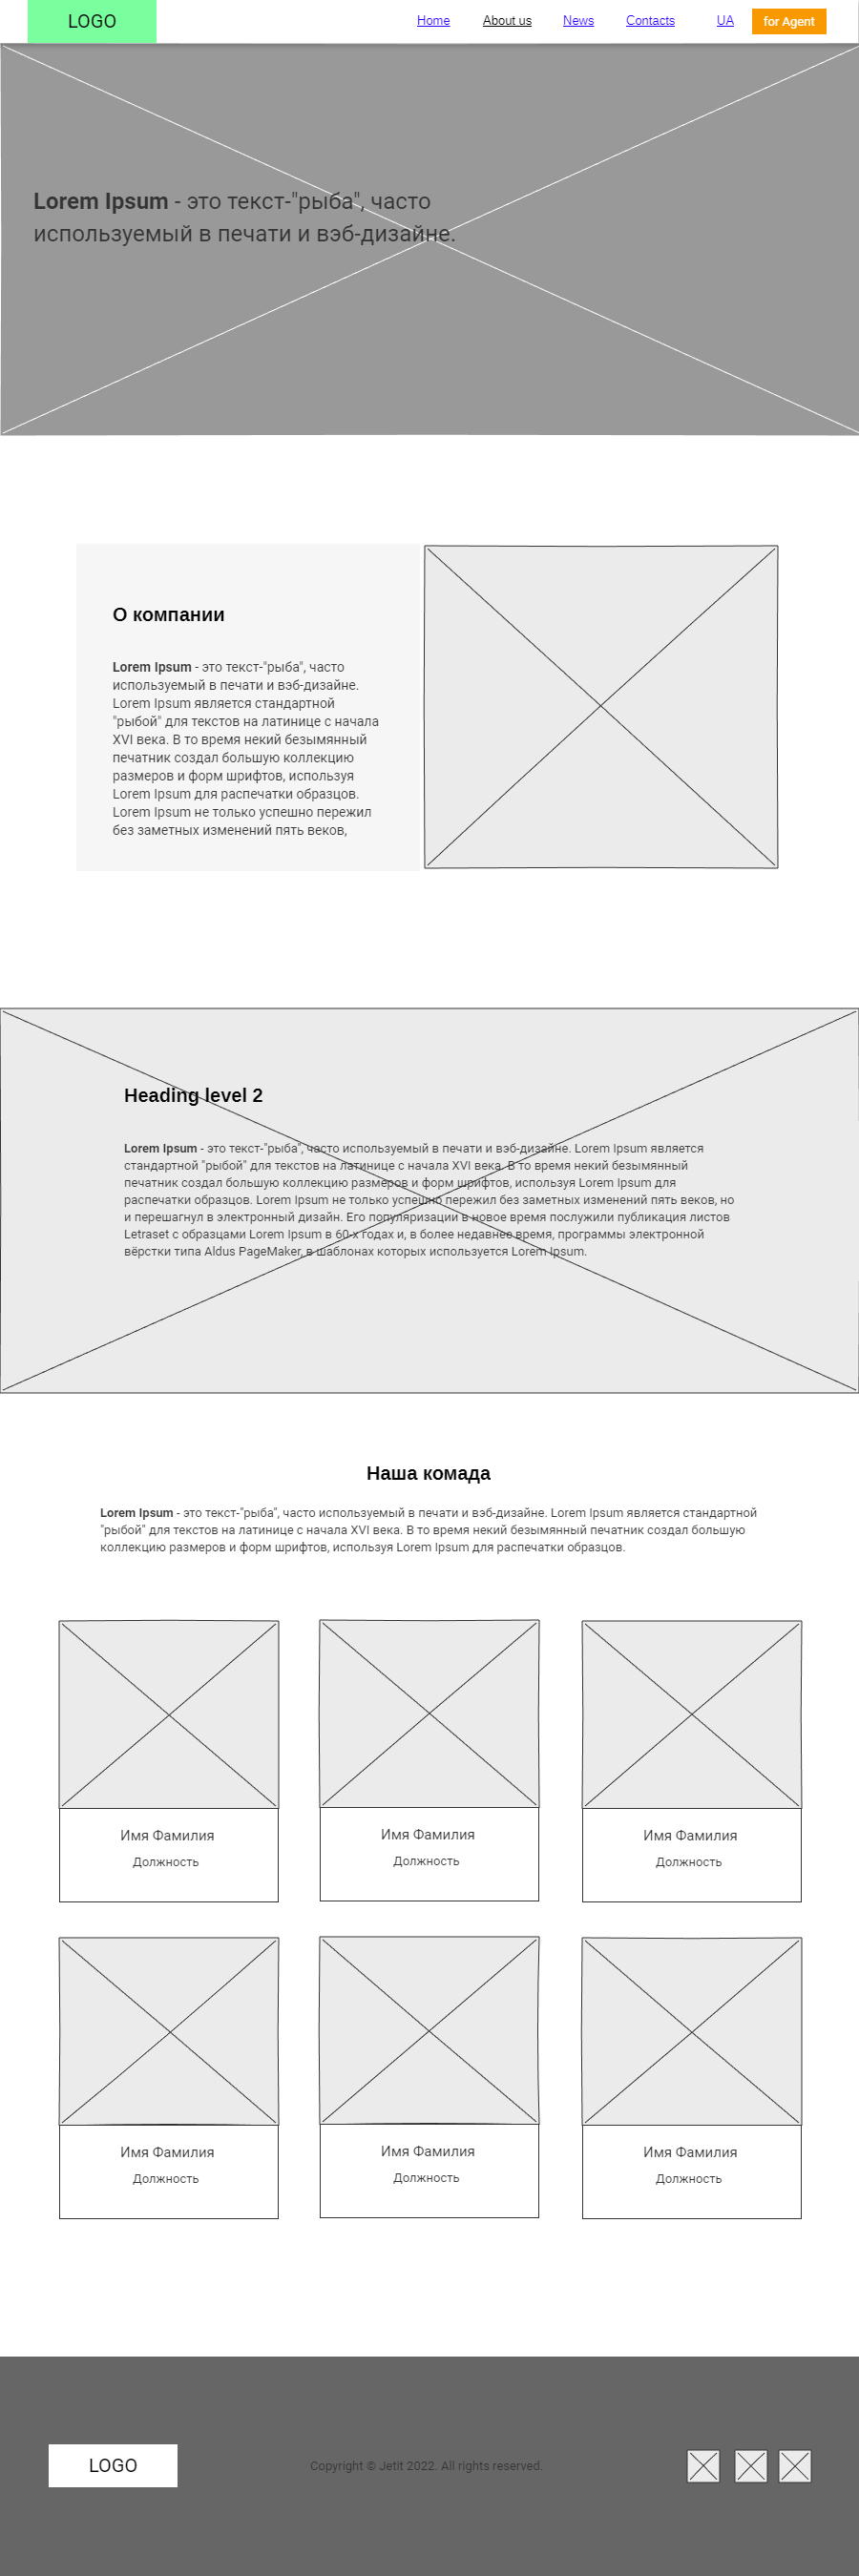 LOGO
Home About us News Contacts UA for Agent
Lorem Ipsum - это текст-"рыба", часто
используемый в печати и вэб-дизайне.
О компании
Lorem Ipsum - это текст-"рыба", часто
используемый в печати и вэб-дизайне.
Lorem Ipsum является стандартной
"рыбой" для текстов на латинице с начала
XVI века. В то время некий безымянный
печатник создал большую коллекцию
размеров и форм шрифтов, используя
Lorem Ipsum для распечатки образцов.
Lorem Ipsum не только успешно пережил
без заметных изменений пять веков,
Heading level 2
Lorem Ipsum - это текст-"рыба", часто используемый в печати и вэб-дизайне. Lorem Ipsum является
стандартной "рыбой" для текстов на латинице с начала XVI века. В то время некий безымянный
печатник создал большую коллекцию размеров и форм шрифтов, используя Lorem Ipsum для
распечатки образцов. Lorem Ipsum не только успешно пережил без заметных изменений пять веков, но
и перешагнул в электронный дизайн. Его популяризации в новое время послужили публикация листов
Letraset с образцами Lorem Ipsum в 60-х годах и, в более недавнее время, программы электронной
вёрстки типа Aldus PageMaker, в шаблонах которых используется Lorem Ipsum.
Наша комада
Lorem Ipsum - это текст-"рыба", часто используемый в печати и вэб-дизайне. Lorem Ipsum является стандартной
"рыбой" для текстов на латинице с начала XVI века. В то время некий безымянный печатник создал большую
коллекцию размеров и форм шрифтов, используя Lorem Ipsum для распечатки образцов.
Имя Фамилия
Должность
Имя Фамилия
Должность
Имя Фамилия
Должность
Имя Фамилия
Должность
Имя Фамилия
Должность
Имя Фамилия
Должность
LOGO
Copyright © Jetit 2022. All rights reserved.